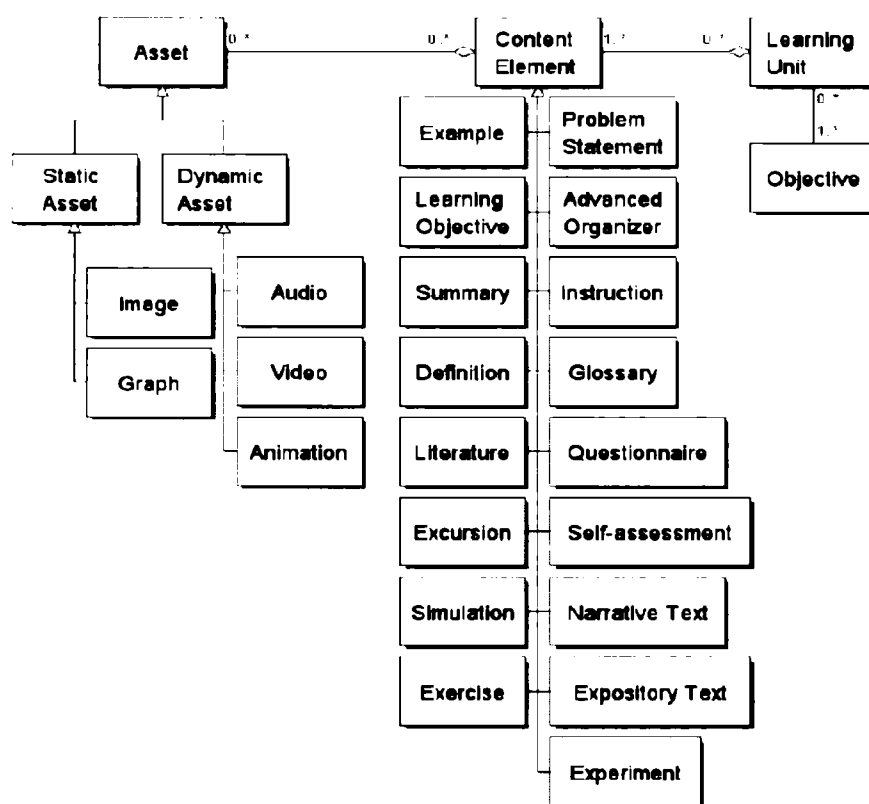 Asset
0..*
0..*
Content
Element
1..*
0..*
Learning
Unit
0..*
1..*
Objective
Static
Asset
Dynamic
Asset
Image
Graph
Audio
Video
Animation
Example
Problem
Statement
Learning
Objective
Advanced
Organizer
Summary
Instruction
Definition
Glossary
Literature
Questionnaire
Excursion
Self-assessment
Simulation
Narrative Text
Exercise
Expository Text
Experiment